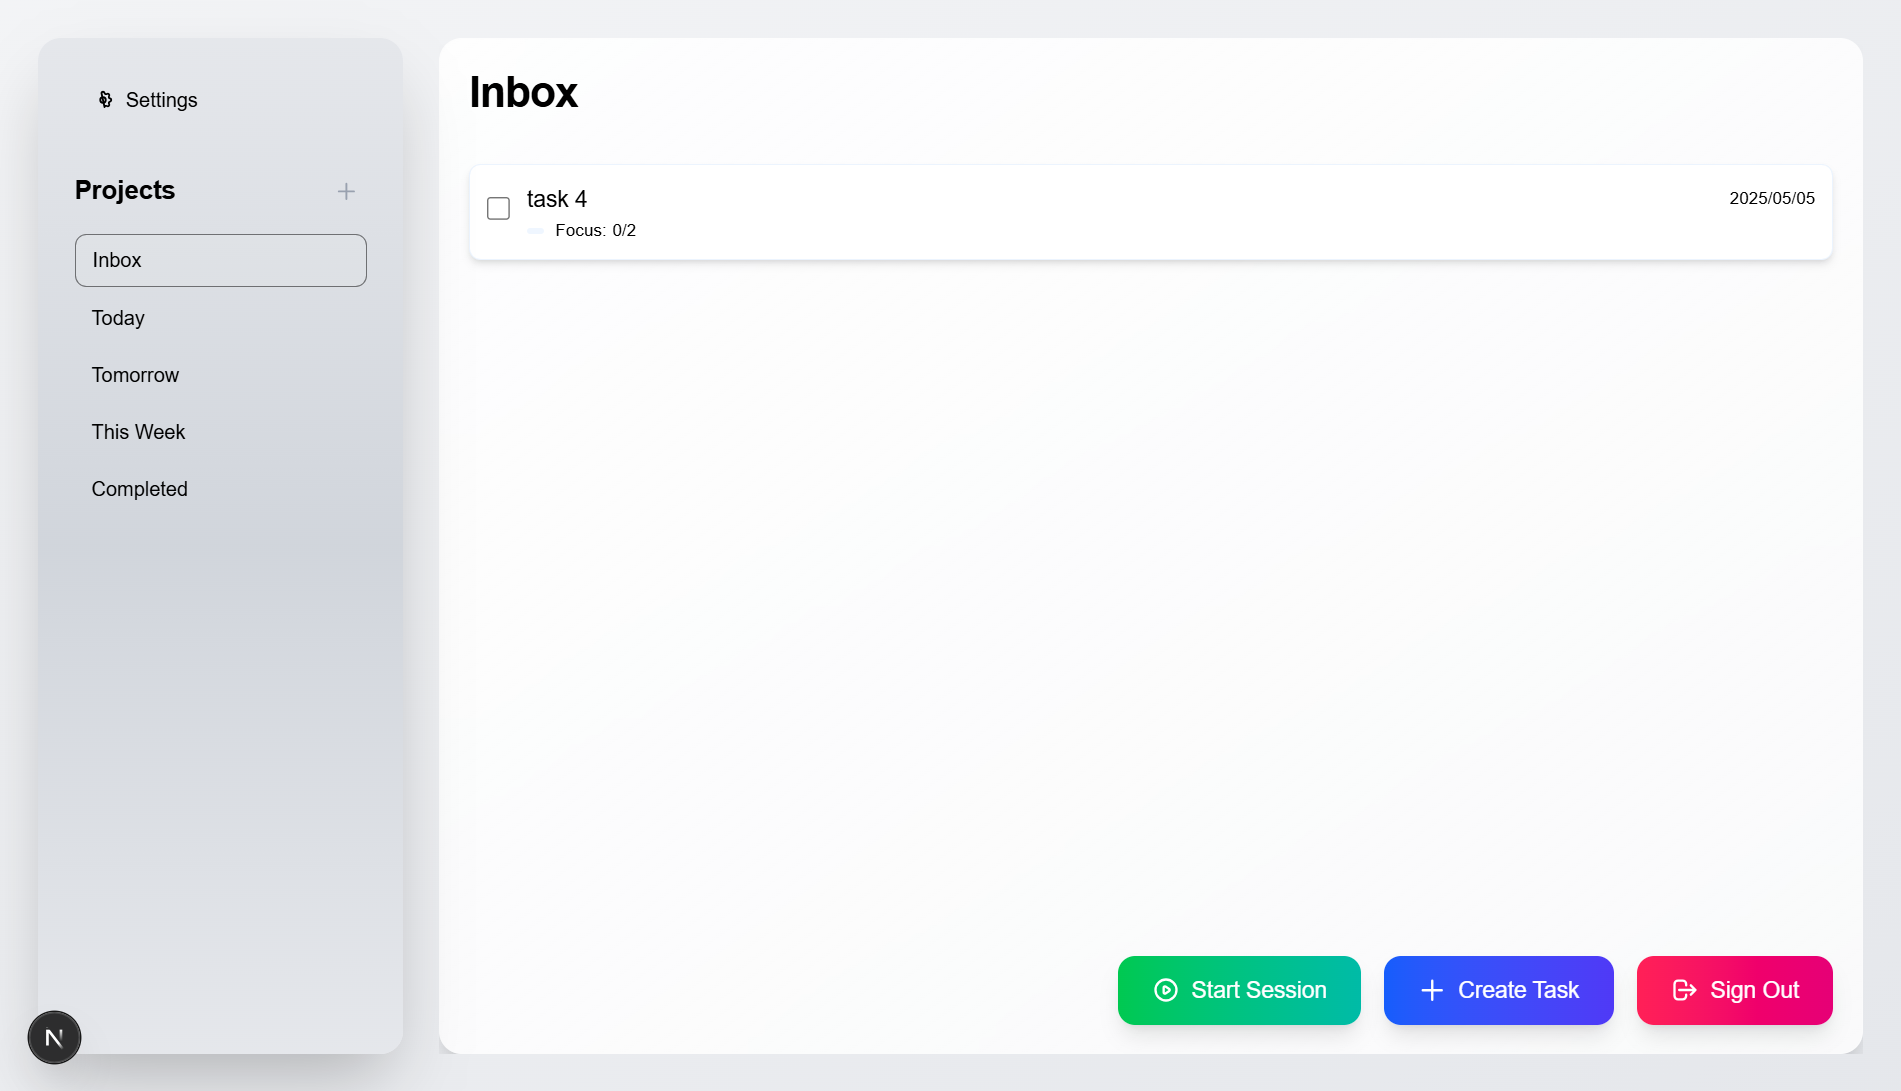 Settings
Projects
Inbox
Today
Tomorrow
This Week
Completed
Inbox
task 4
2025/05/05
Focus: 0/2
Start Session
Create Task
Sign Out
N